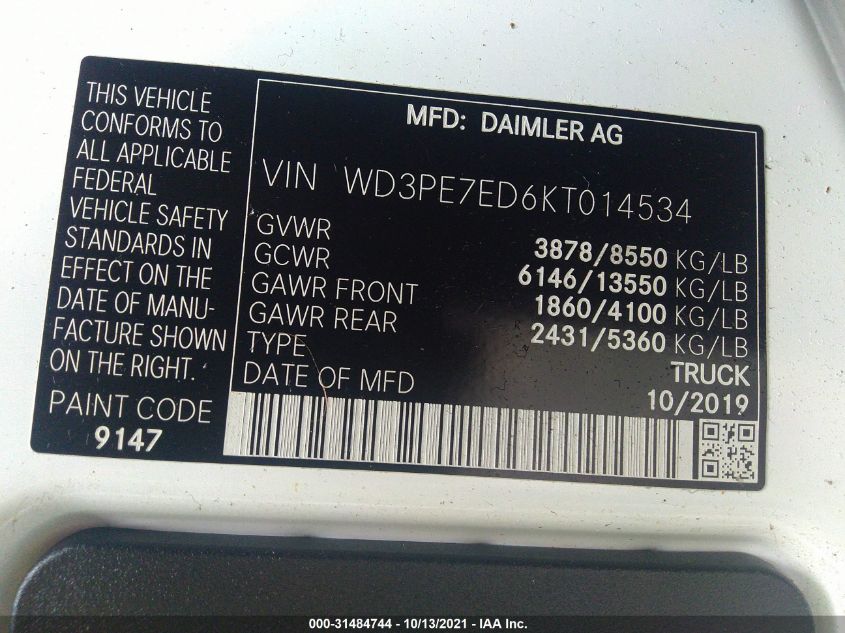 THIS VEHICLE
CONFORMS TO
ALL APPLICABLE
FEDERAL
VEHICLE SAFETY
STANDARDS IN
EFFECT ON THE
DATE OF MANU-
FACTURE SHOWN
ON THE RIGHT.
PAINT CODE
9147
MFD: DAIMLER AG
VIN WD3PE7ED6KT014534
GVWR 3878/8550 KG/LB
GCWR 6146/13550 KG/LB
GAWR FRONT 1860/4100 KG/LB
GAWR REAR 2431/5360 KG/LB
TYPE TRUCK
DATE OF MFD 10/2019
000-31484744 - 10/13/2021 - IAA Inc.